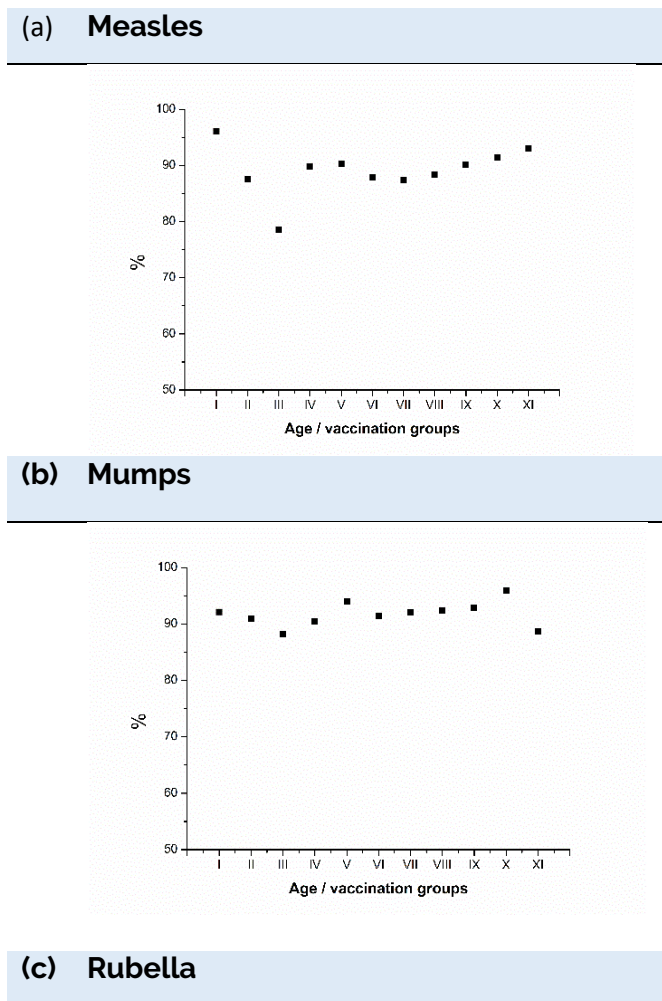 (a) Measles
100
90
80
70
60
50
%
I II III IV V VI VII VIII IX X XI
Age / vaccination groups
(b) Mumps
100
90
80
70
60
50
%
I II III IV V VI VII VIII IX X XI
Age / vaccination groups
(c) Rubella